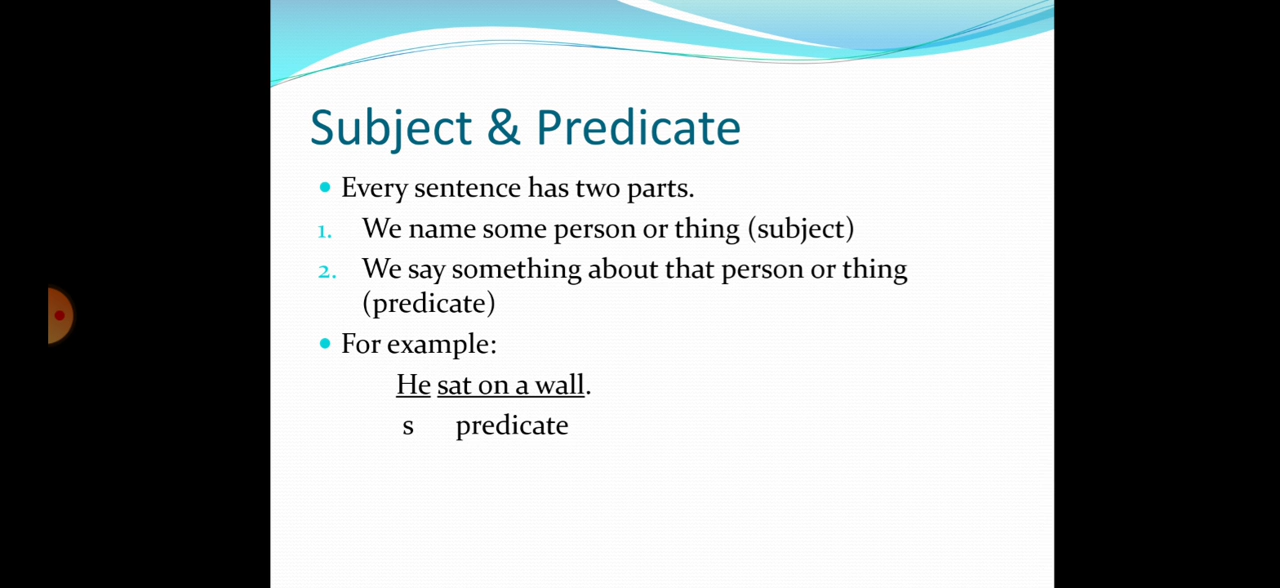 Subject & Predicate
• Every sentence has two parts.
1. We name some person or thing (subject)
2. We say something about that person or thing
(predicate)
• For example:
He sat on a wall.
s predicate